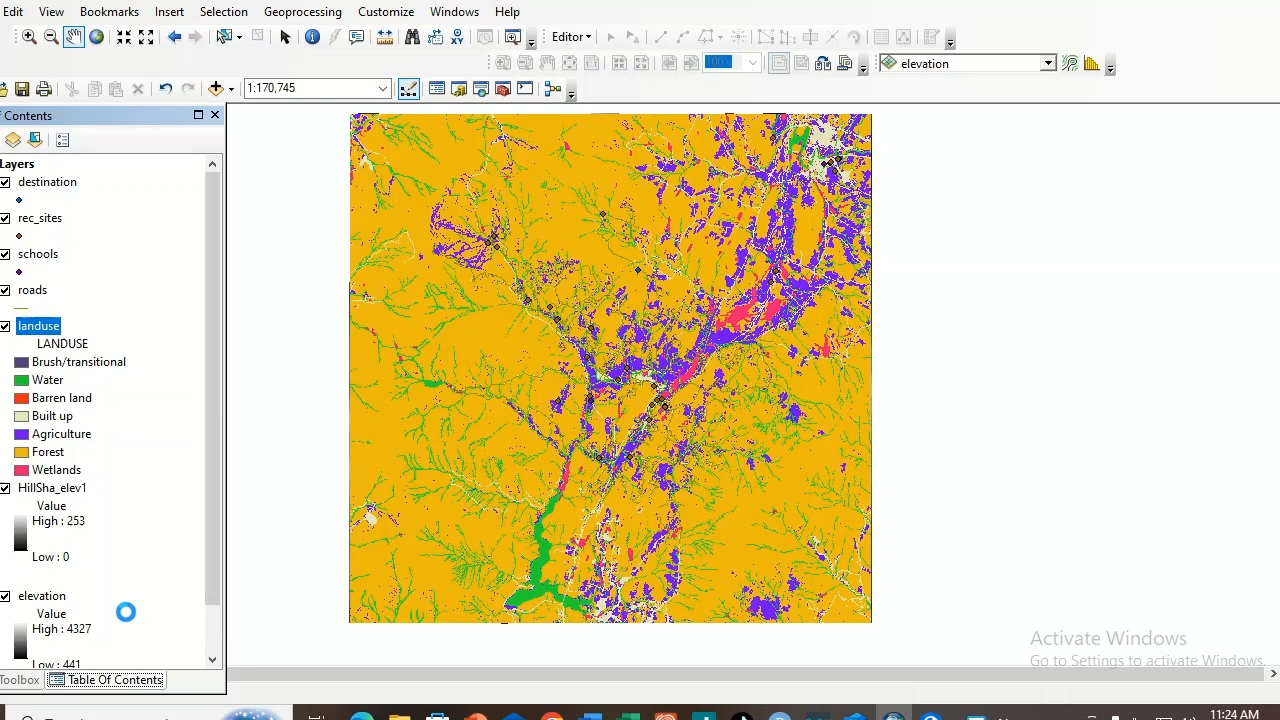 Edit View Bookmarks Insert Selection Geoprocessing Customize Windows Help
Editor
100%
elevation
1:170,745
Contents
Layers
destination
rec_sites
schools
roads
landuse
LANDUSE
Brush/transitional
Water
Barren land
Built up
Agriculture
Forest
Wetlands
HillSha_elev1
Value
High : 253
Low : 0
elevation
Value
High : 4327
Low : 441
Toolbox Table Of Contents
Activate Windows
Go to Settings to activate Windows.
11:24 AM